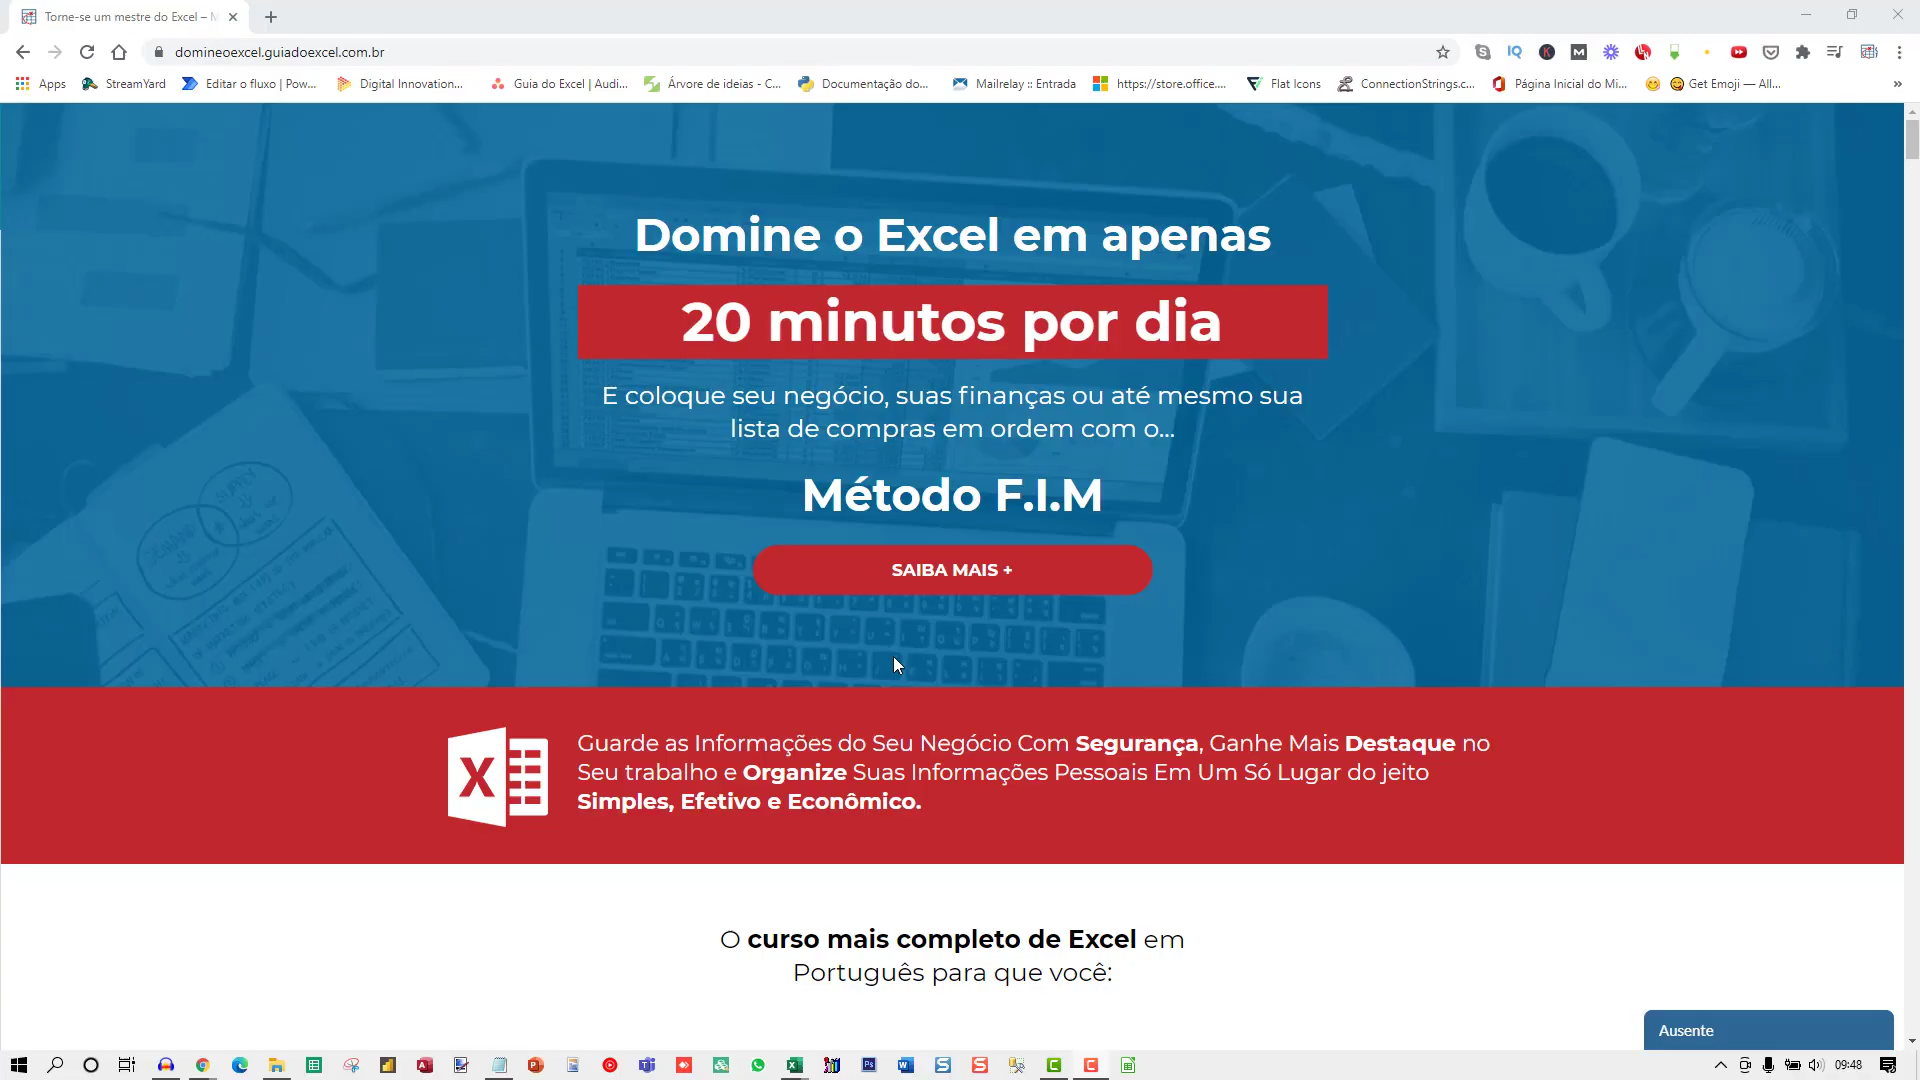 Torne-se um mestre do Excel – M
domineoexcel.guiadoexcel.com.br
Apps StreamYard Editar o fluxo | Pow... Digital Innovation... Guia do Excel | Audi... Árvore de ideias - C... Documentação do... Mailrelay :: Entrada https://store.office.... Flat Icons ConnectionStrings.c... Página Inicial do Mi... Get Emoji — All... »
Domine o Excel em apenas
20 minutos por dia
E coloque seu negócio, suas finanças ou até mesmo sua
lista de compras em ordem com o...
Método F.I.M
SAIBA MAIS +
Guarde as Informações do Seu Negócio Com Segurança, Ganhe Mais Destaque no
Seu trabalho e Organize Suas Informações Pessoais Em Um Só Lugar do jeito
Simples, Efetivo e Econômico.
O curso mais completo de Excel em
Português para que você:
Ausente
09:48